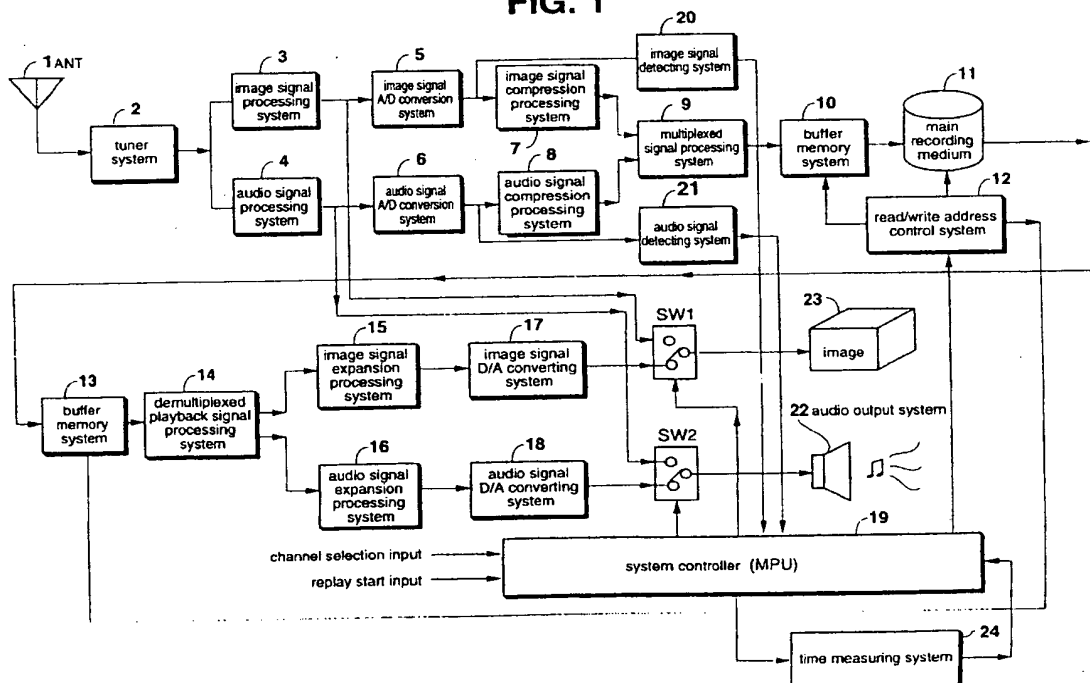 FIG. 1
1 ANT
2
tuner
system
3
image signal
processing
system
4
audio signal
processing
system
5
image signal
A/D conversion
system
6
audio signal
A/D conversion
system
image signal
compression
processing
system
7
8
audio signal
compression
processing
system
20
image signal
detecting system
9
multiplexed
signal processing
system
21
audio signal
detecting system
10
buffer
memory
system
11
main
recording
medium
12
read/write address
control system
13
buffer
memory
system
14
demultiplexed
playback signal
processing
system
15
image signal
expansion
processing
system
16
audio signal
expansion
processing
system
17
image signal
D/A converting
system
18
audio signal
D/A converting
system
SW1
SW2
23
image
22 audio output system
19
system controller (MPU)
channel selection input
replay start input
24
time measuring system